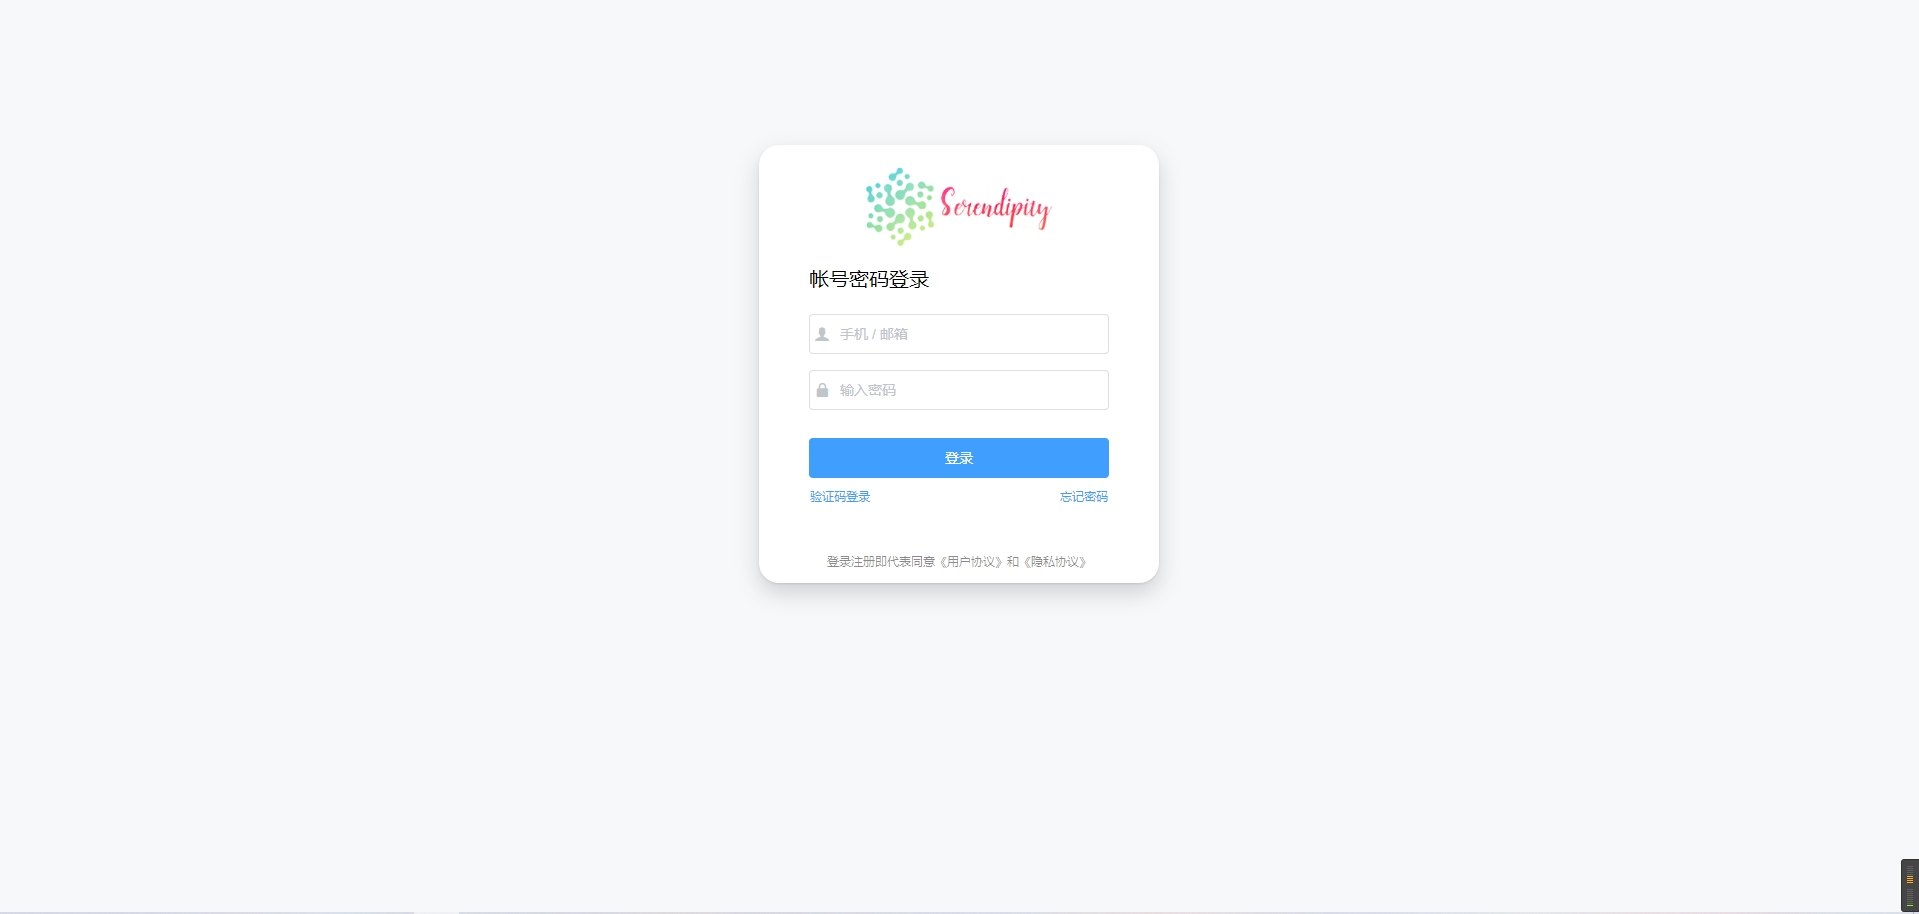 Serendipity
帐号密码登录
手机 / 邮箱
输入密码
登录
验证码登录 忘记密码
登录注册即代表同意《用户协议》和《隐私协议》